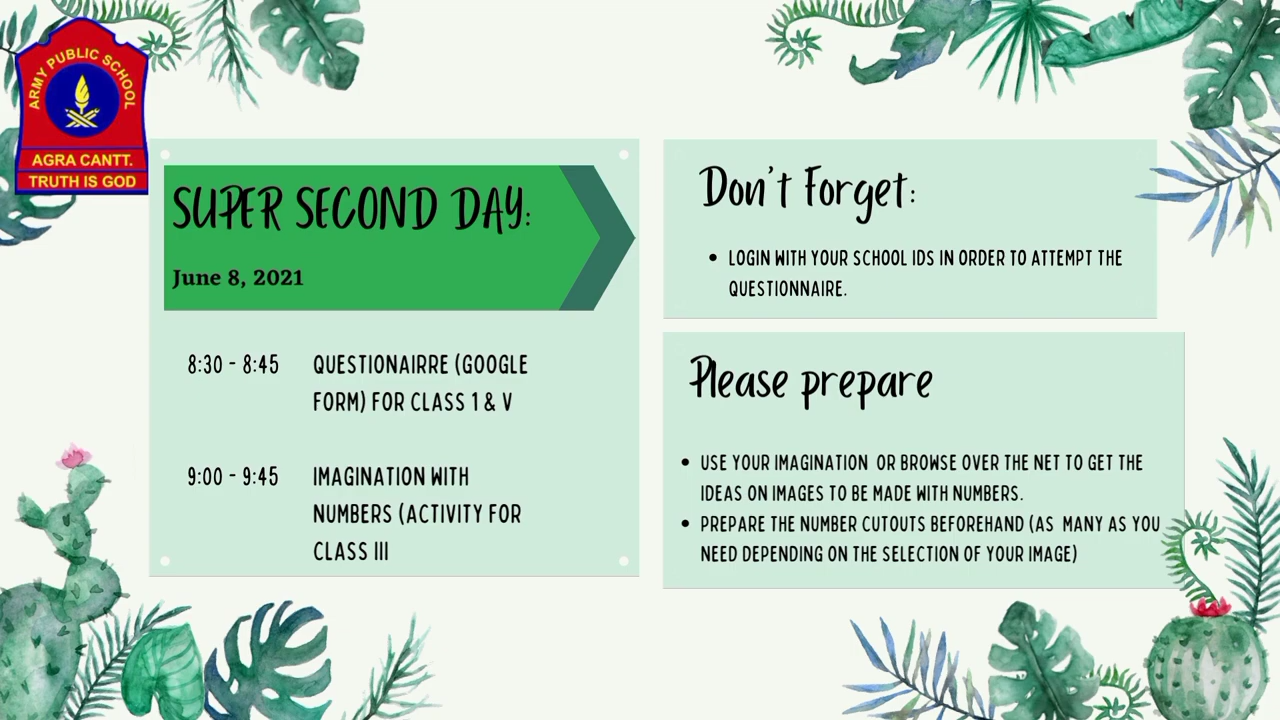 ARMY PUBLIC SCHOOL
AGRA CANTT.
TRUTH IS GOD
SUPER SECOND DAY:
June 8, 2021
8:30 - 8:45 QUESTIONAIRRE (GOOGLE
FORM) FOR CLASS 1 & V
9:00 - 9:45 IMAGINATION WITH
NUMBERS (ACTIVITY FOR
CLASS III
Don't Forget:
• LOGIN WITH YOUR SCHOOL IDS IN ORDER TO ATTEMPT THE
QUESTIONNAIRE.
Please prepare
• USE YOUR IMAGINATION OR BROWSE OVER THE NET TO GET THE
IDEAS ON IMAGES TO BE MADE WITH NUMBERS.
• PREPARE THE NUMBER CUTOUTS BEFOREHAND (AS MANY AS YOU
NEED DEPENDING ON THE SELECTION OF YOUR IMAGE)